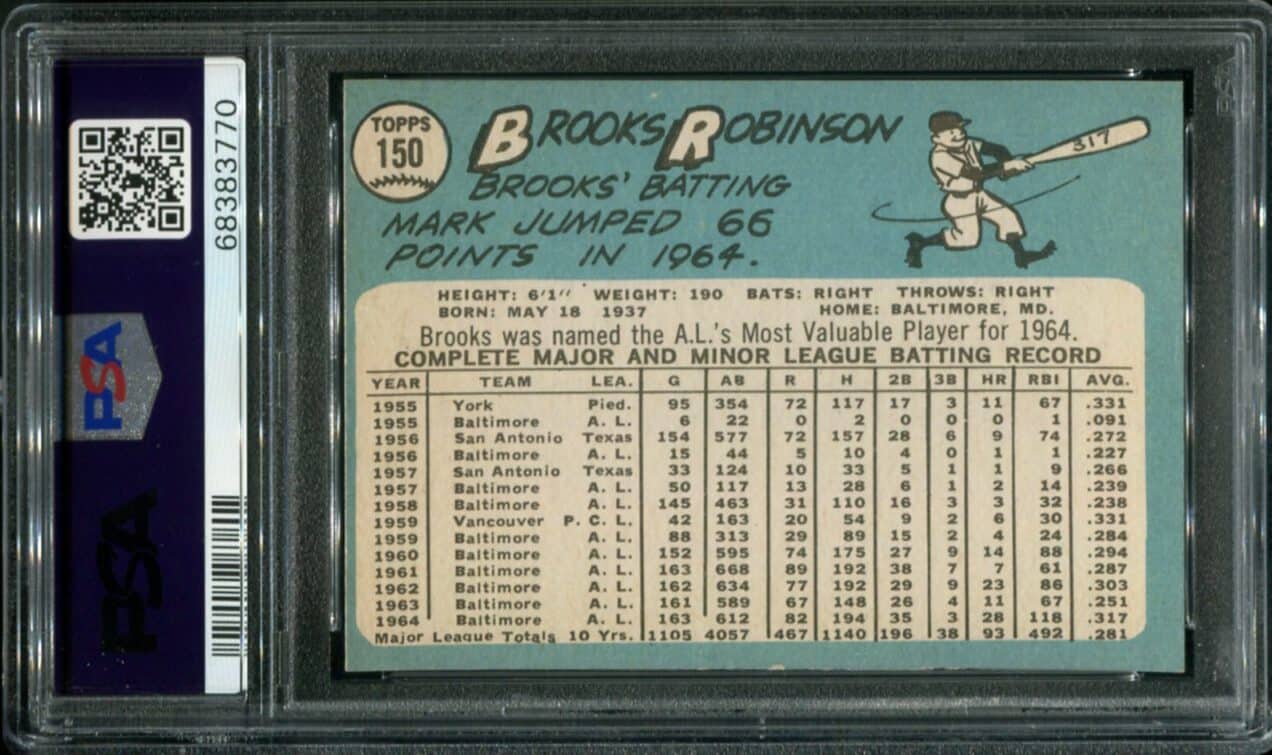 PSA
68383770
PSA
TOPPS
150
BROOKS ROBINSON
BROOKS' BATTING
MARK JUMPED 66
POINTS IN 1964.
317
HEIGHT: 6'1" WEIGHT: 190 BATS: RIGHT THROWS: RIGHT
BORN: MAY 18 1937 HOME: BALTIMORE, MD.
Brooks was named the A.L.'s Most Valuable Player for 1964.
COMPLETE MAJOR AND MINOR LEAGUE BATTING RECORD
YEAR TEAM LEA. G AB R H 2B 3B HR RBI AVG.
1955 York Pied. 95 354 72 117 17 3 11 67 .331
1955 Baltimore A. L. 6 22 0 2 0 0 0 1 .091
1956 San Antonio Texas 154 577 72 157 28 6 9 74 .272
1956 Baltimore A. L. 15 44 5 10 4 0 1 1 .227
1957 San Antonio Texas 33 124 10 33 5 1 1 9 .266
1957 Baltimore A. L. 50 117 13 28 6 1 2 14 .239
1958 Baltimore A. L. 145 463 31 110 16 3 3 32 .238
1959 Vancouver P. C. L. 42 163 20 54 9 2 6 30 .331
1959 Baltimore A. L. 88 313 29 89 15 2 4 24 .284
1960 Baltimore A. L. 152 595 74 175 27 9 14 88 .294
1961 Baltimore A. L. 163 668 89 192 38 7 7 61 .287
1962 Baltimore A. L. 162 634 77 192 29 9 23 86 .303
1963 Baltimore A. L. 161 589 67 148 26 4 11 67 .251
1964 Baltimore A. L. 163 612 82 194 35 3 28 118 .317
Major League Totals 10 Yrs. 1105 4057 467 1140 196 38 93 492 .281